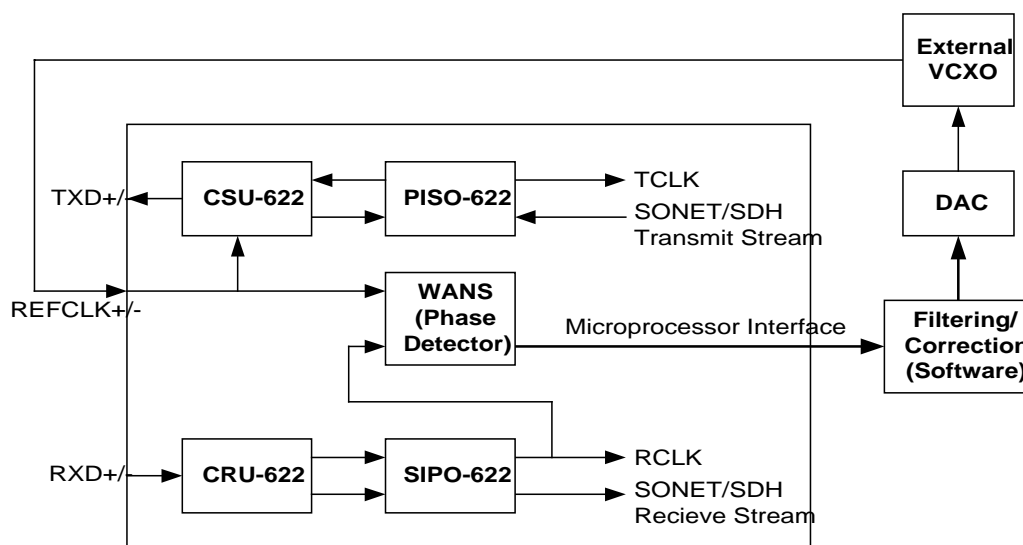 External
VCXO
TXD+/-
CSU-622
PISO-622
TCLK
SONET/SDH
Transmit Stream
DAC
REFCLK+/-
WANS
(Phase
Detector)
Microprocessor Interface
Filtering/
Correction
(Software)
RXD+/-
CRU-622
SIPO-622
RCLK
SONET/SDH
Recieve Stream